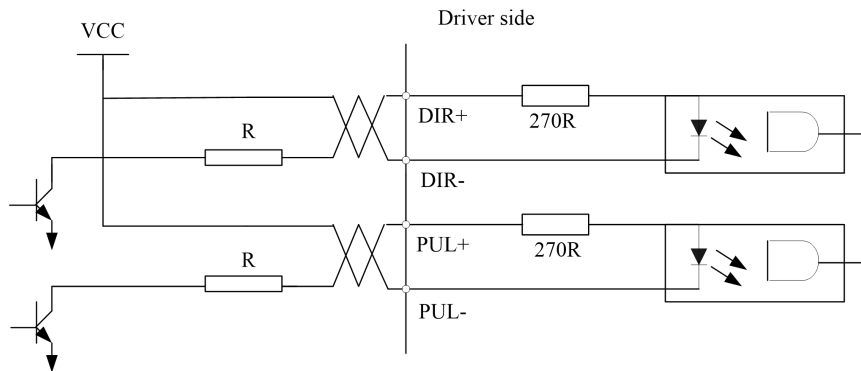 Driver side
VCC
R
DIR+
270R
DIR-
R
PUL+
270R
PUL-